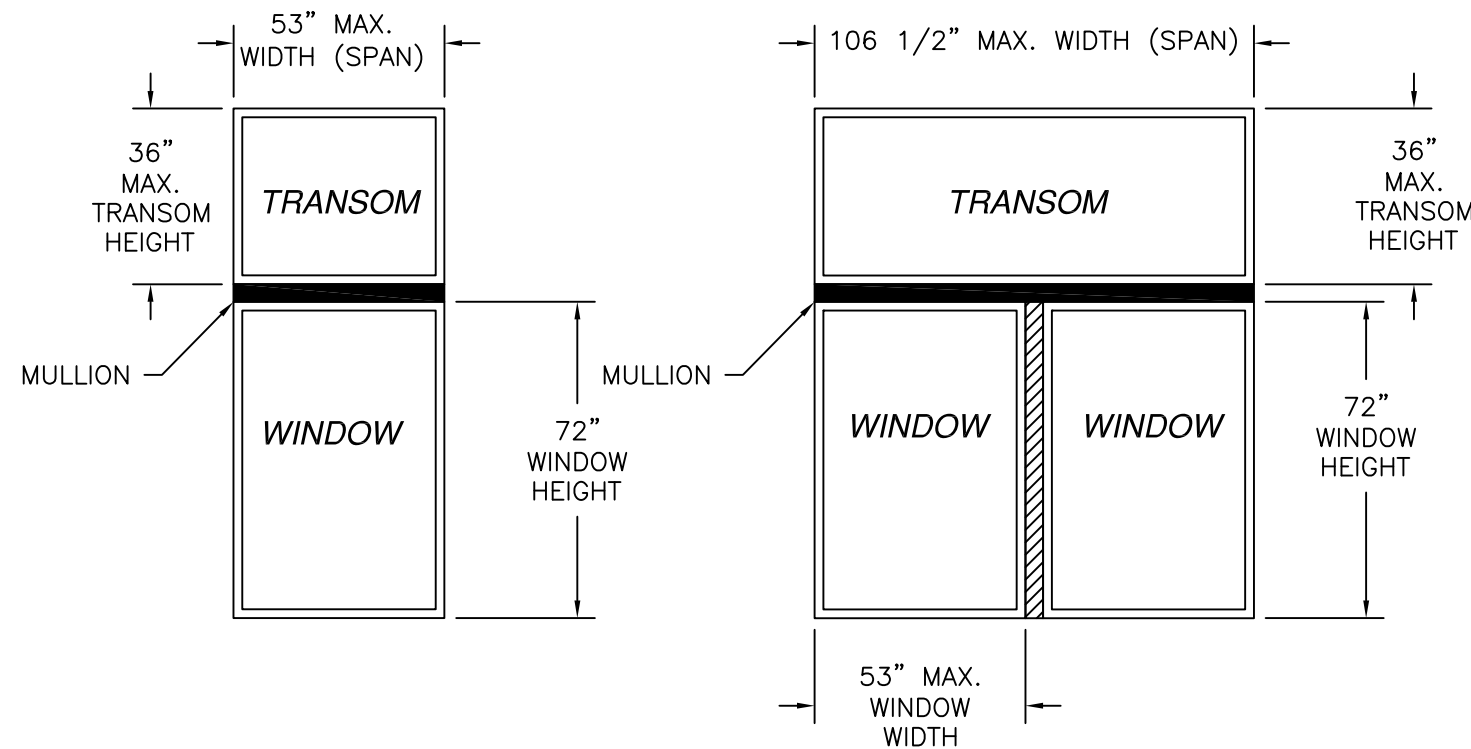 53” MAX.
WIDTH (SPAN)
36”
MAX.
TRANSOM
HEIGHT
TRANSOM
MULLION
WINDOW
72”
WINDOW
HEIGHT
106 1/2” MAX. WIDTH (SPAN)
TRANSOM
36”
MAX.
TRANSOM
HEIGHT
MULLION
WINDOW
WINDOW
72”
WINDOW
HEIGHT
53” MAX.
WINDOW
WIDTH